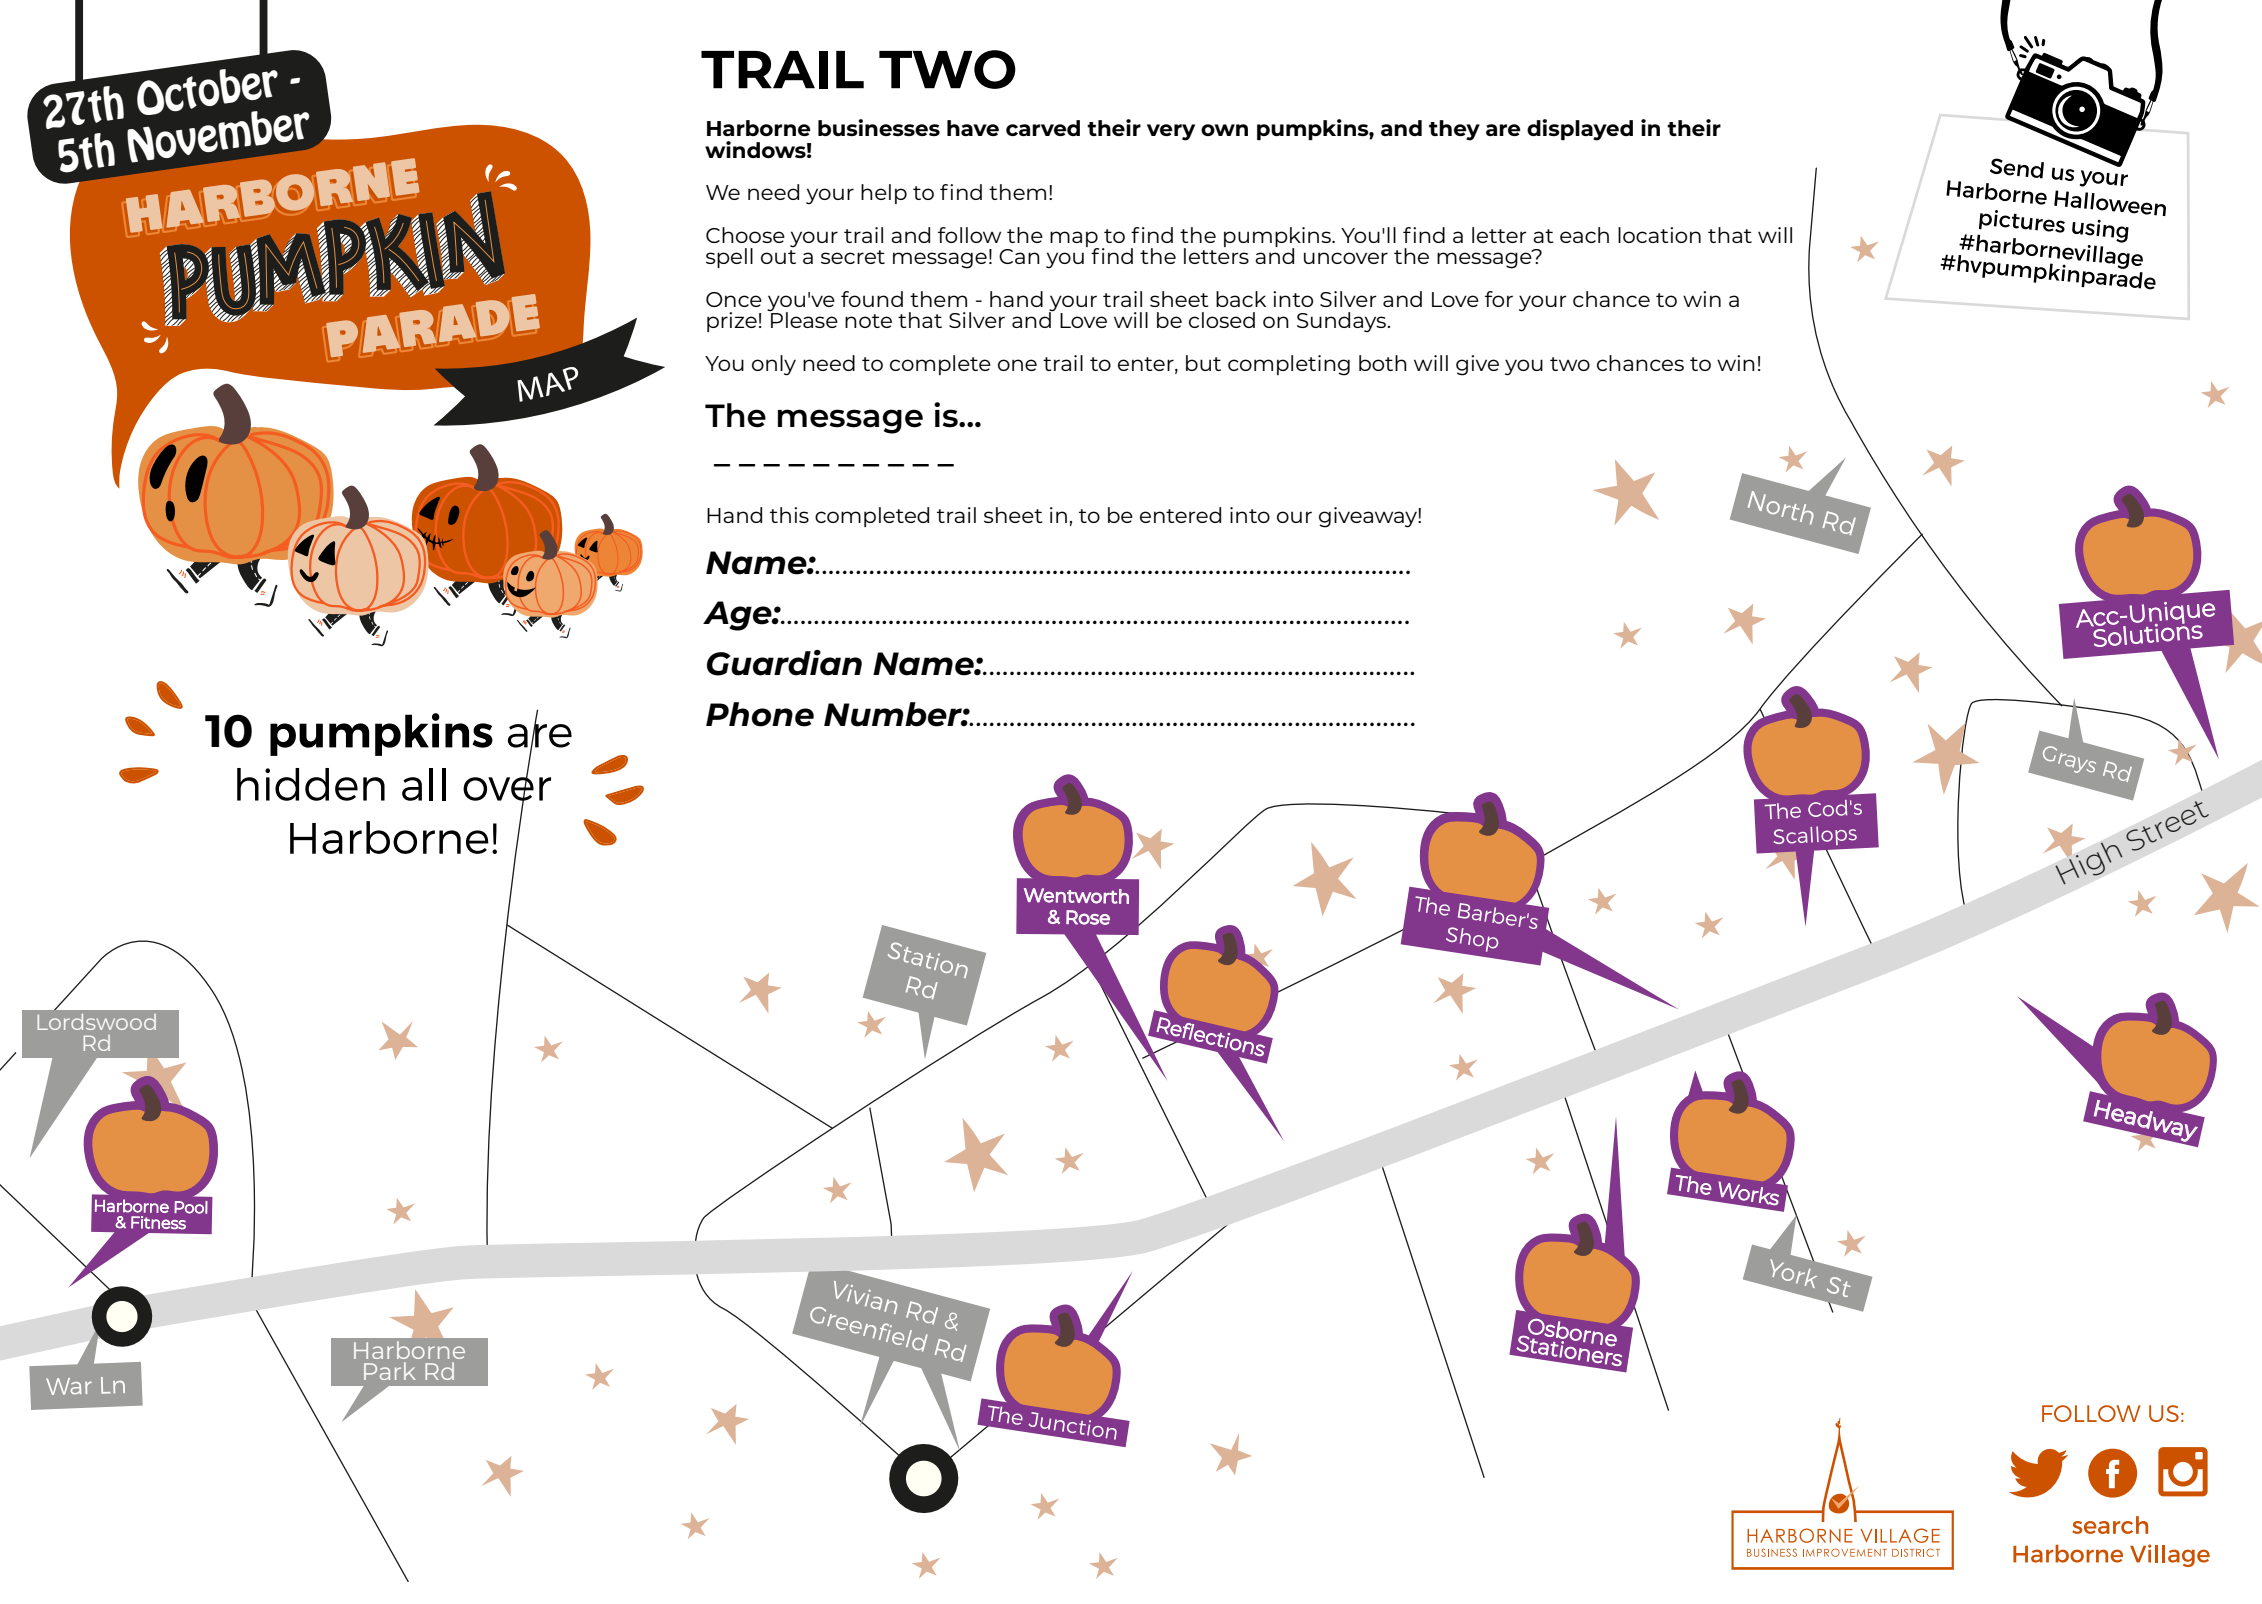 27th October -
5th November
HARBORNE
PUMPKIN
PARADE
MAP
10 pumpkins are
hidden all over
Harborne!
TRAIL TWO
Harborne businesses have carved their very own pumpkins, and they are displayed in their
windows!
We need your help to find them!
Choose your trail and follow the map to find the pumpkins. You'll find a letter at each location that will
spell out a secret message! Can you find the letters and uncover the message?
Once you've found them - hand your trail sheet back into Silver and Love for your chance to win a
prize! Please note that Silver and Love will be closed on Sundays.
You only need to complete one trail to enter, but completing both will give you two chances to win!
The message is...
_ _ _ _ _ _ _ _ _ _
Hand this completed trail sheet in, to be entered into our giveaway!
Name:...............................................................................
Age:...............................................................................
Guardian Name:...............................................................................
Phone Number:...............................................................................
Send us your
Harborne Halloween
pictures using
#harbornevillage
#hvpumpkinparade
North Rd
Acc-Unique
Solutions
The Cod's
Scallops
Grays Rd
High Street
Wentworth
& Rose
The Barber's
Shop
Station
Rd
Reflections
Lordswood
Rd
Headway
Harborne Pool
& Fitness
The Works
York St
Osborne
Stationers
Vivian Rd &
Greenfield Rd
Harborne
Park Rd
War Ln
The Junction
HARBORNE VILLAGE
BUSINESS IMPROVEMENT DISTRICT
FOLLOW US:
search
Harborne Village